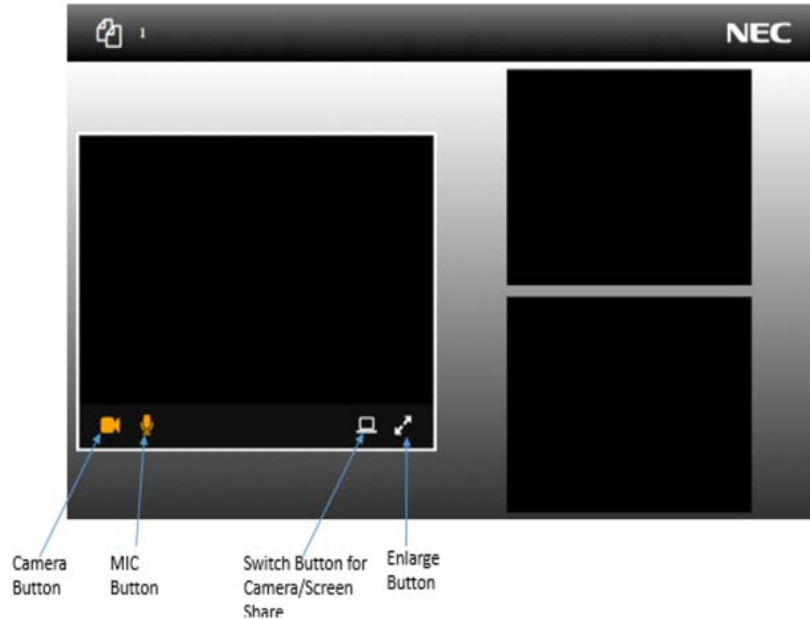 1
NEC
Camera
Button
MIC
Button
Switch Button for
Camera/Screen
Share
Enlarge
Button